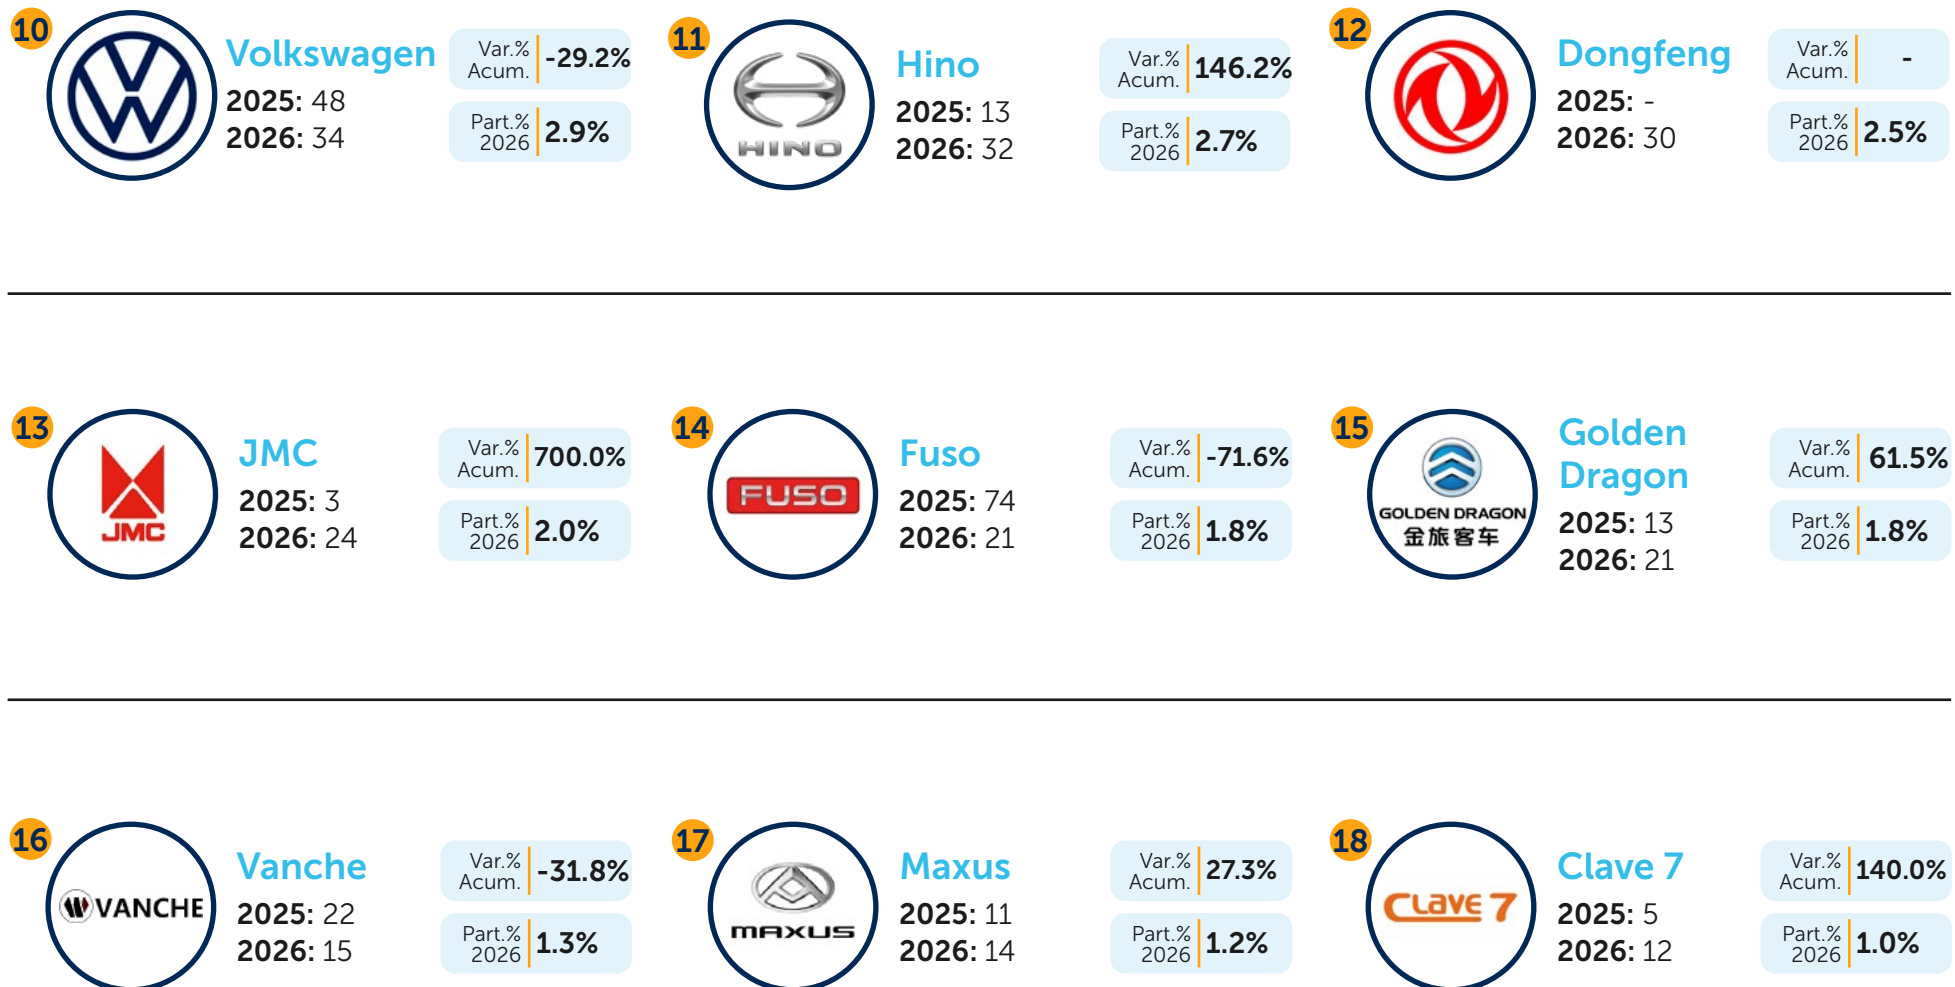 10
Volkswagen
2025: 48
2026: 34
Var.%
Acum.
-29.2%
Part.%
2026
2.9%
11
HINO
Hino
2025: 13
2026: 32
Var.%
Acum.
146.2%
Part.%
2026
2.7%
12
Dongfeng
2025: -
2026: 30
Var.%
Acum.
-
Part.%
2026
2.5%
13
JMC
JMC
2025: 3
2026: 24
Var.%
Acum.
700.0%
Part.%
2026
2.0%
14
FUSO
Fuso
2025: 74
2026: 21
Var.%
Acum.
-71.6%
Part.%
2026
1.8%
15
GOLDEN DRAGON
金旅客车
Golden
Dragon
2025: 13
2026: 21
Var.%
Acum.
61.5%
Part.%
2026
1.8%
16
VANCHE
Vanche
2025: 22
2026: 15
Var.%
Acum.
-31.8%
Part.%
2026
1.3%
17
MAXUS
Maxus
2025: 11
2026: 14
Var.%
Acum.
27.3%
Part.%
2026
1.2%
18
CLAVE 7
Clave 7
2025: 5
2026: 12
Var.%
Acum.
140.0%
Part.%
2026
1.0%